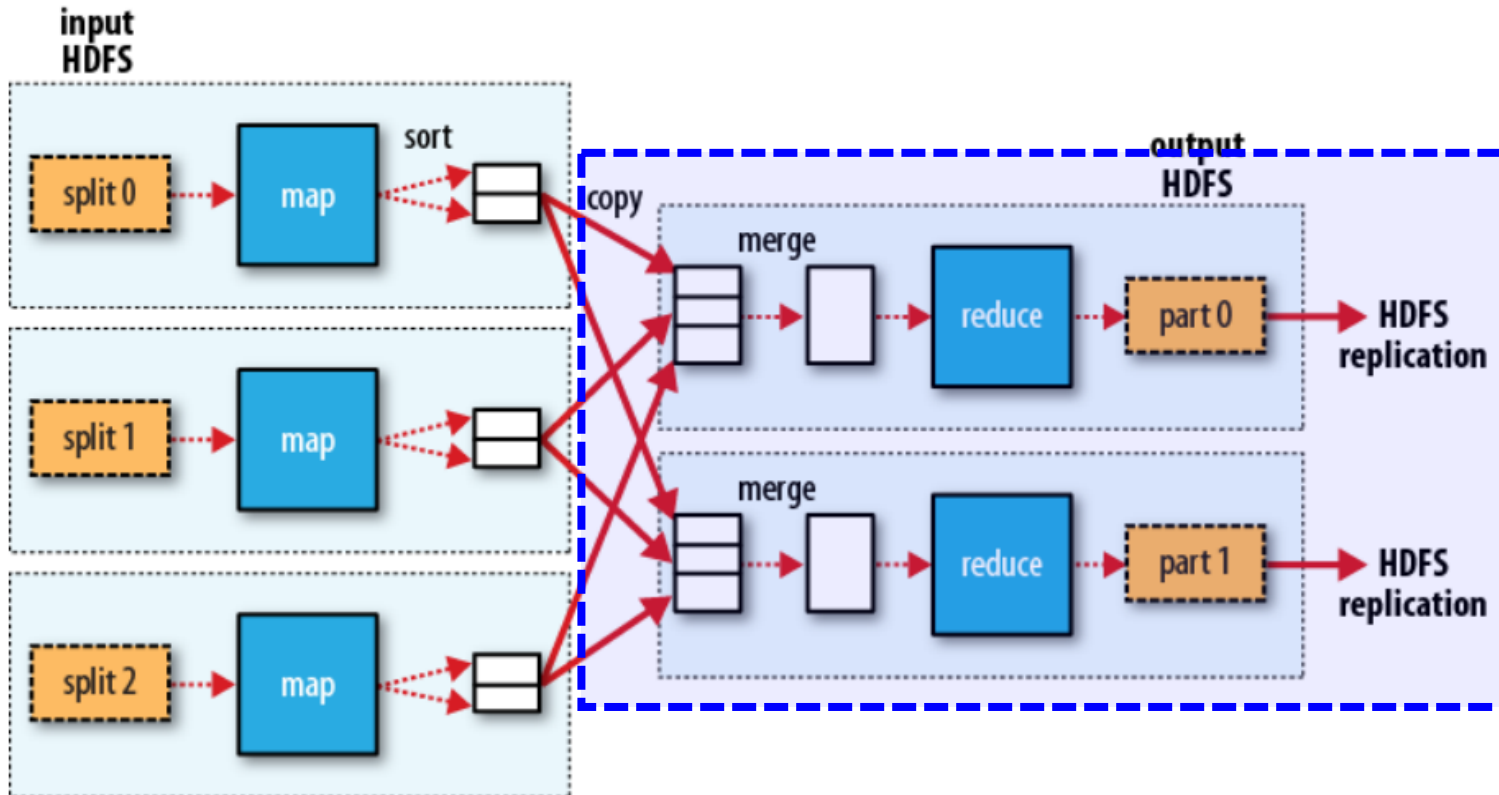 input
HDFS
sort
split 0
map
copy
output
HDFS
merge
reduce
part 0
HDFS
replication
split 1
map
merge
reduce
part 1
HDFS
replication
split 2
map